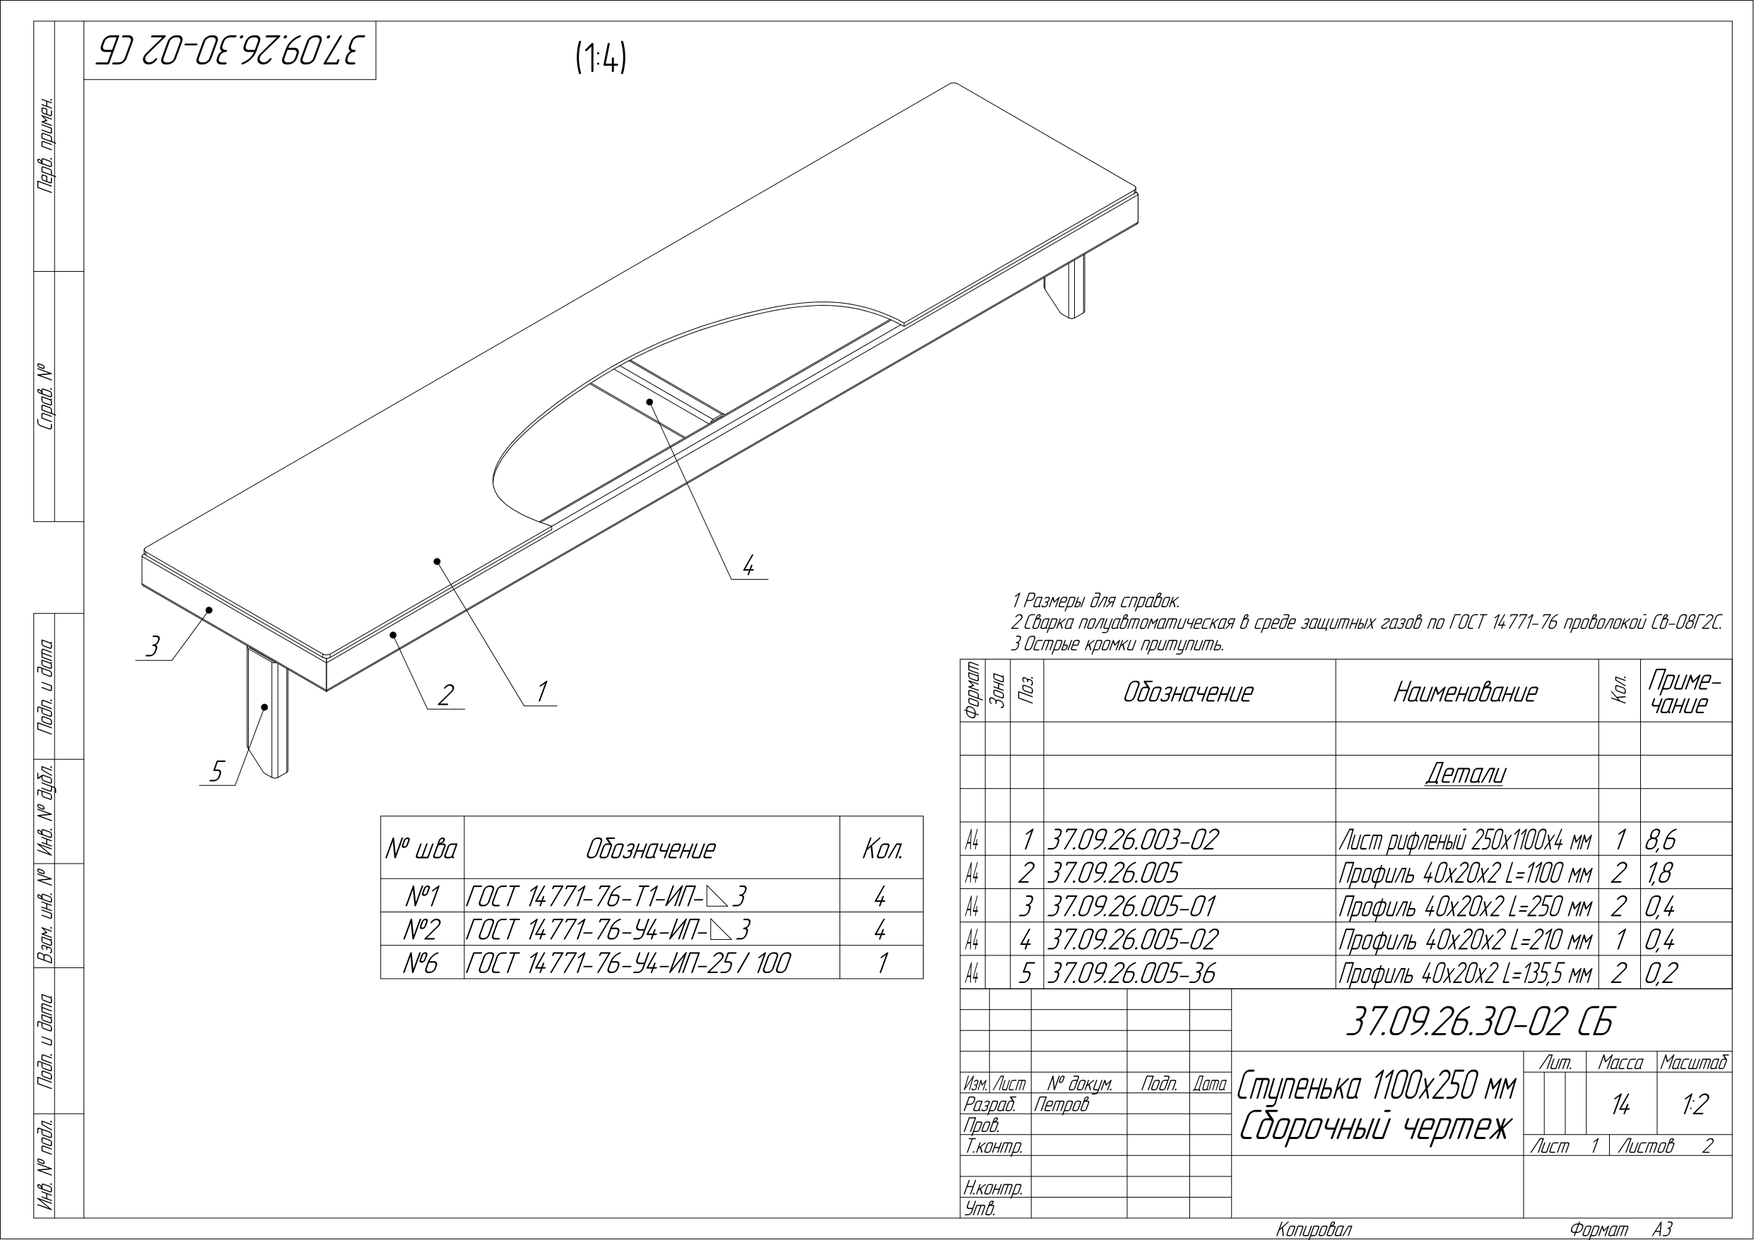 37.09.26.30-02 СБ
(1:4)
Перв. примен.
Справ. №
Подп. и дата
Инв. № дубл.
Взам. инв. №
Подп. и дата
Инв. № подл.
4
3
2
1
5
1 Размеры для справок.
2 Сварка полуавтоматическая в среде защитных газов по ГОСТ 14771-76 проволокой Св-08Г2С.
3 Острые кромки притупить.
№ шва Обозначение Кол.
№1 ГОСТ 14771-76-Т1-ИП-◺3 4
№2 ГОСТ 14771-76-У4-ИП-◺3 4
№6 ГОСТ 14771-76-У4-ИП-25/100 1
Формат Зона Поз. Обозначение Наименование Кол. Приме-
чание
Детали
А4 1 37.09.26.003-02 Лист рифленый 250х1100х4 мм 1 8,6
А4 2 37.09.26.005 Профиль 40х20х2 L=1100 мм 2 1,8
А4 3 37.09.26.005-01 Профиль 40х20х2 L=250 мм 2 0,4
А4 4 37.09.26.005-02 Профиль 40х20х2 L=210 мм 1 0,4
А4 5 37.09.26.005-36 Профиль 40х20х2 L=135,5 мм 2 0,2
37.09.26.30-02 СБ
Изм. Лист № докум. Подп. Дата
Разраб. Петров
Пров.
Т.контр.
Н.контр.
Утв.
Ступенька 1100х250 мм
Сборочный чертеж
Лит. Масса Масштаб
14 1:2
Лист 1 Листов 2
Копировал Формат А3